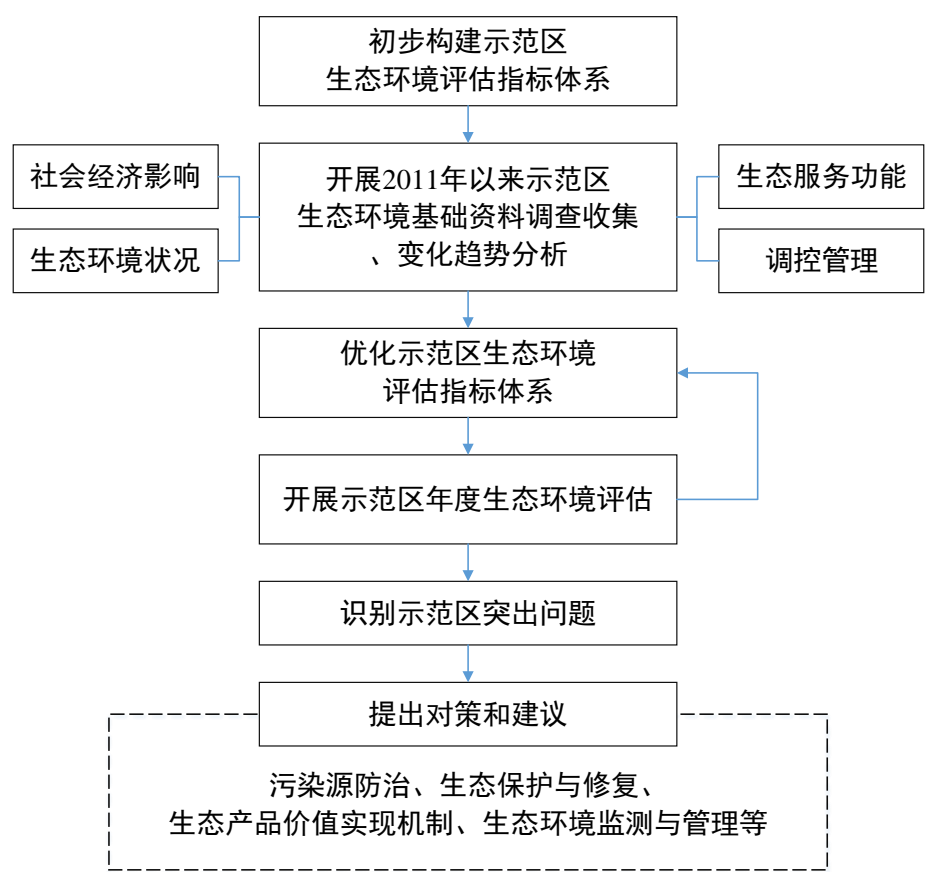 初步构建示范区
生态环境评估指标体系
社会经济影响
生态环境状况
开展2011年以来示范区
生态环境基础资料调查收集
、变化趋势分析
生态服务功能
调控管理
优化示范区生态环境
评估指标体系
开展示范区年度生态环境评估
识别示范区突出问题
提出对策和建议
污染源防治、生态保护与修复、
生态产品价值实现机制、生态环境监测与管理等